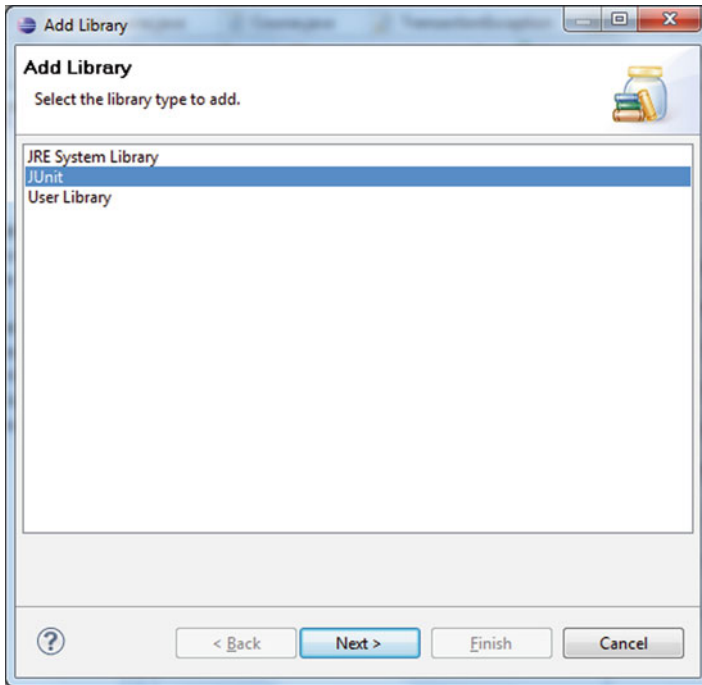 Add Library
Add Library
Select the library type to add.
JRE System Library
JUnit
User Library
< Back Next > Finish Cancel